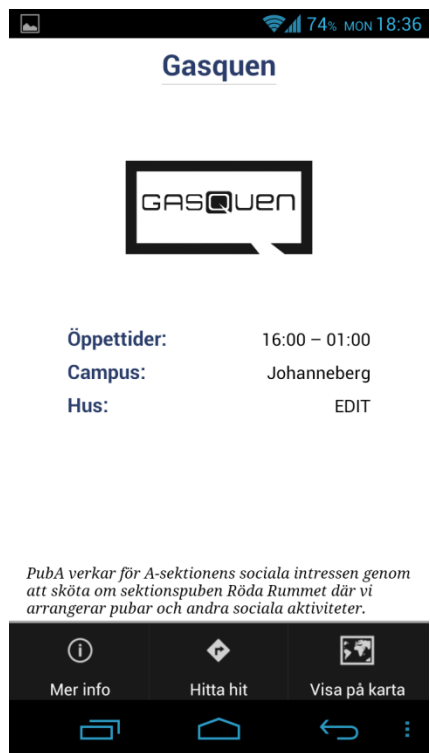 74% MON 18:36
Gasquen
GASQUEN
Öppettider: 16:00 – 01:00
Campus: Johanneberg
Hus: EDIT
PubA verkar för A-sektionens sociala intressen genom
att sköta om sektionspuben Röda Rummet där vi
arrangerar pubar och andra sociala aktiviteter.
Mer info Hitta hit Visa på karta